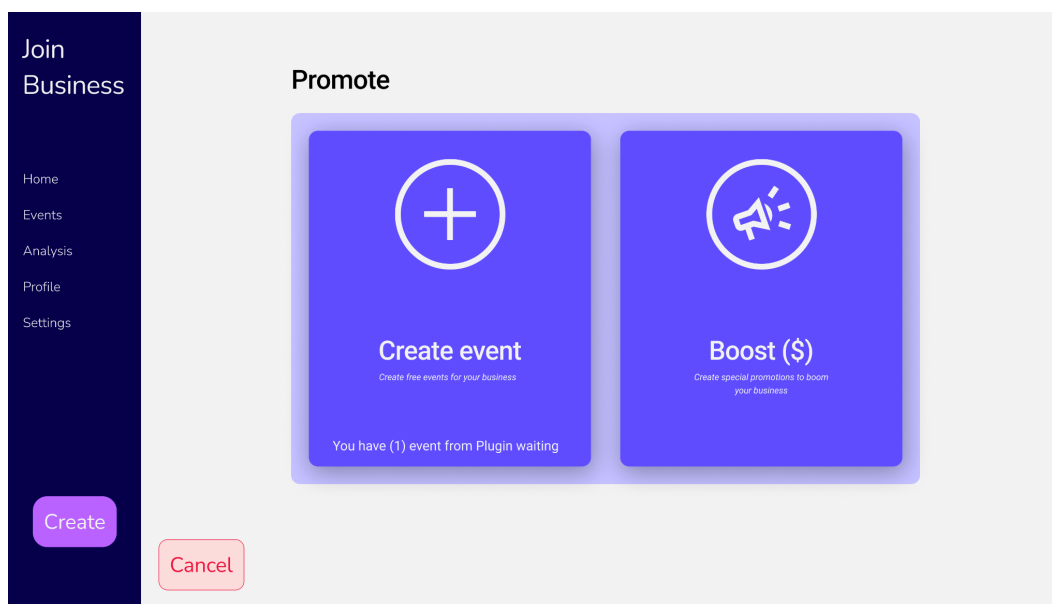 Join
Business
Home
Events
Analysis
Profile
Settings
Create
Promote
Create event
Create free events for your business
You have (1) event from Plugin waiting
Boost ($)
Create special promotions to boom
your business
Cancel